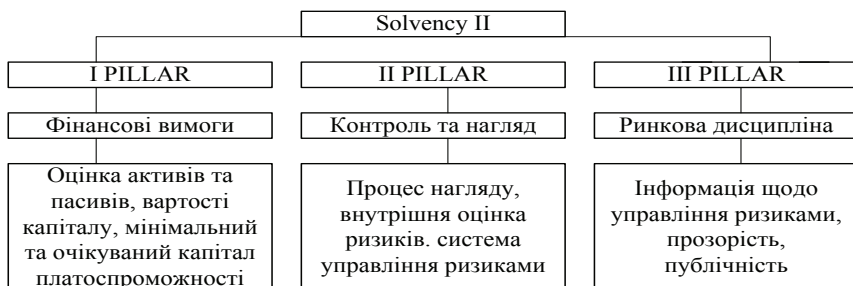 Solvency II
I PILLAR
II PILLAR
III PILLAR
Фінансові вимоги
Контроль та нагляд
Ринкова дисципліна
Оцінка активів та
пасивів, вартості
капіталу, мінімальний
та очікуваний капітал
платоспроможності
Процес нагляду,
внутрішня оцінка
ризиків. система
управління ризиками
Інформація щодо
управління ризиками,
прозорість,
публічність